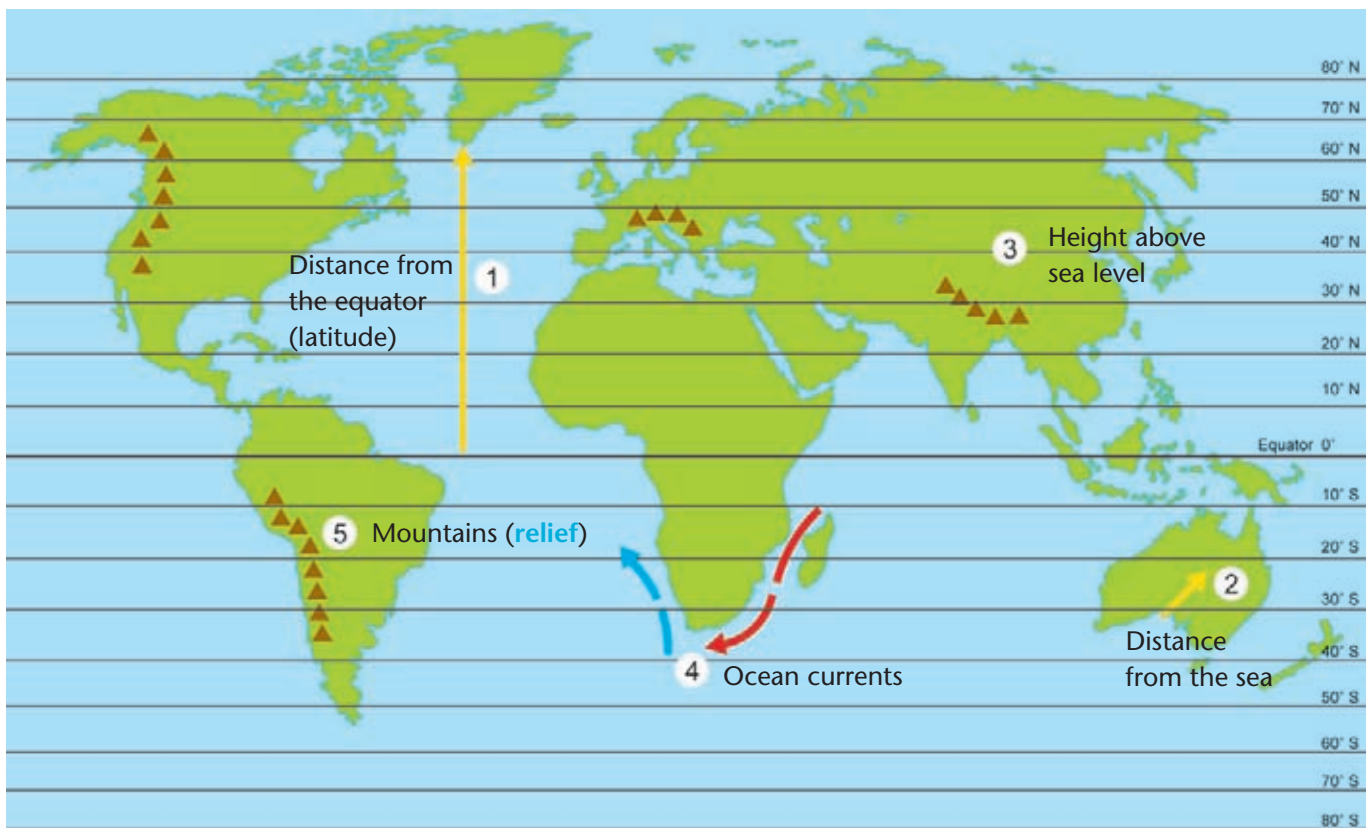 80° N
70° N
60° N
50° N
3
Height above
sea level
40° N
Distance from
the equator
(latitude)
1
30° N
20° N
10° N
Equator 0°
10° S
5
Mountains (relief)
20° S
2
30° S
Distance
from the sea
40° S
4
Ocean currents
50° S
60° S
70° S
80° S